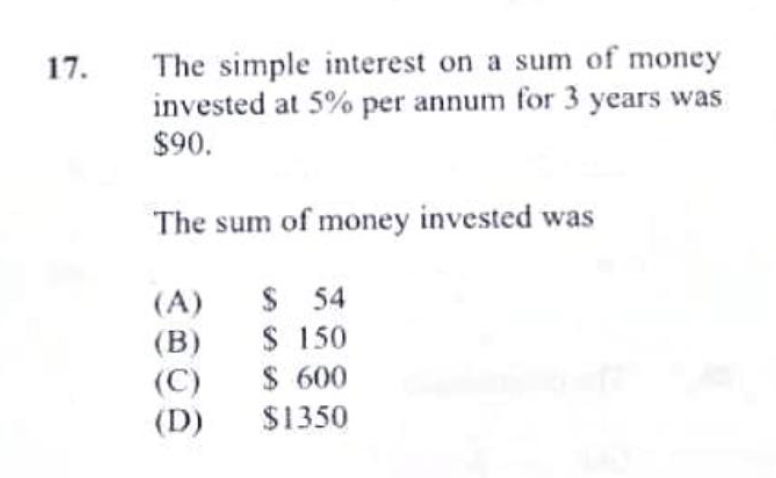 17. The simple interest on a sum of money
invested at 5% per annum for 3 years was
$90.
The sum of money invested was
(A) $ 54
(B) $ 150
(C) $ 600
(D) $1350